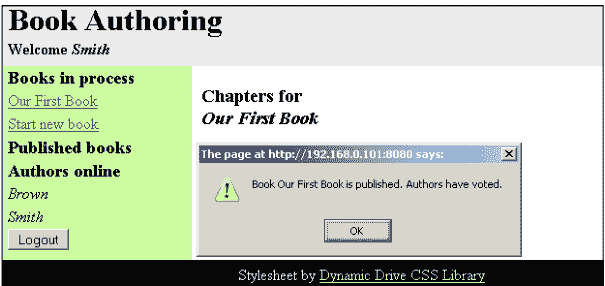 Book Authoring
Welcome Smith
Books in process
Our First Book
Start new book
Published books
Authors online
Brown
Smith
Logout
Chapters for
Our First Book
The page at http://192.168.0.101:8080 says:
Book Our First Book is published. Authors have voted.
OK
Stylesheet by Dynamic Drive CSS Library